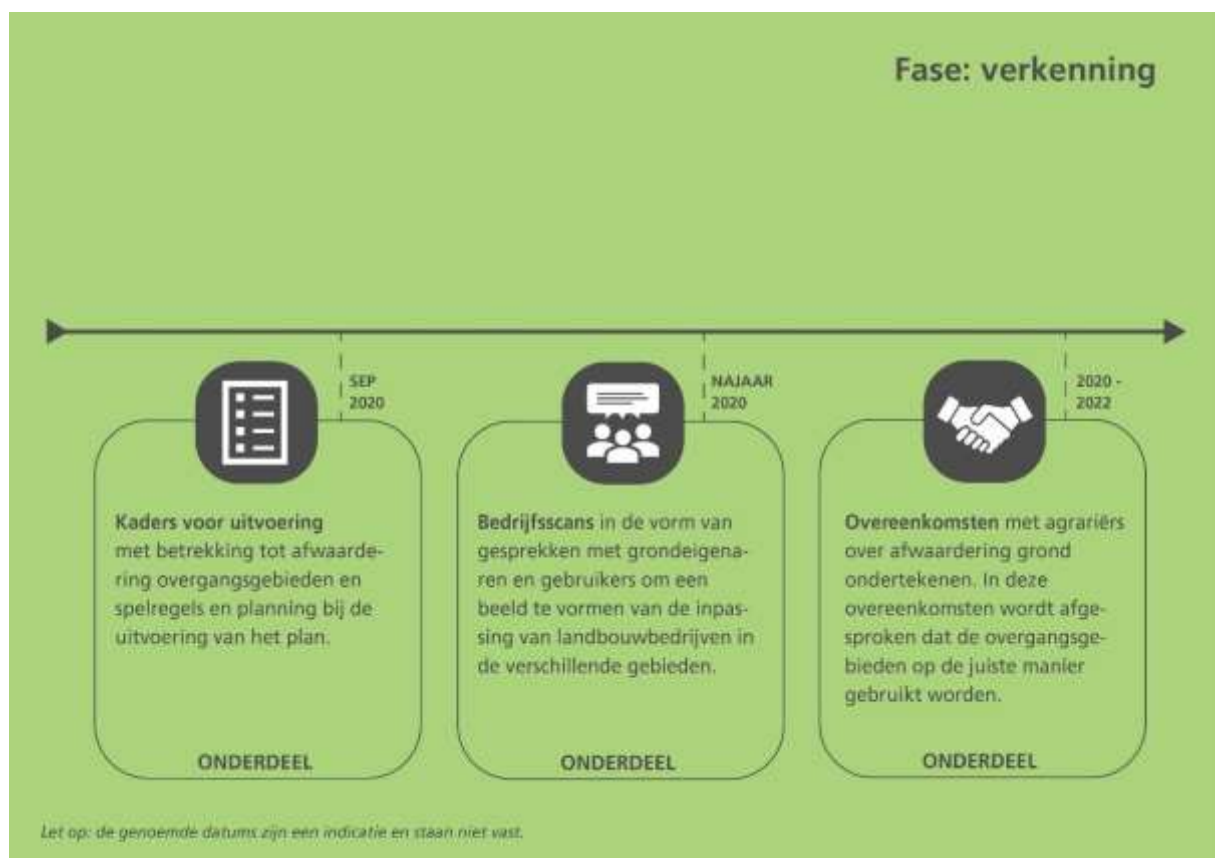 Fase: verkenning
SEP
2020
NAJAAR
2020
2020 -
2022
Kaders voor uitvoering
met betrekking tot afwaarde-
ring overgangsgebieden en
spelregels en planning bij de
uitvoering van het plan.
ONDERDEEL
Bedrijfsscans in de vorm van
gesprekken met grondeigena-
ren en gebruikers om een
beeld te vormen van de inpas-
sing van landbouwbedrijven in
de verschillende gebieden.
ONDERDEEL
Overeenkomsten met agrariërs
over afwaardering grond
ondertekenen. In deze
overeenkomsten wordt afge-
sproken dat de overgangsge-
bieden op de juiste manier
gebruikt worden.
ONDERDEEL
Let op: de genoemde datums zijn een indicatie en staan niet vast.